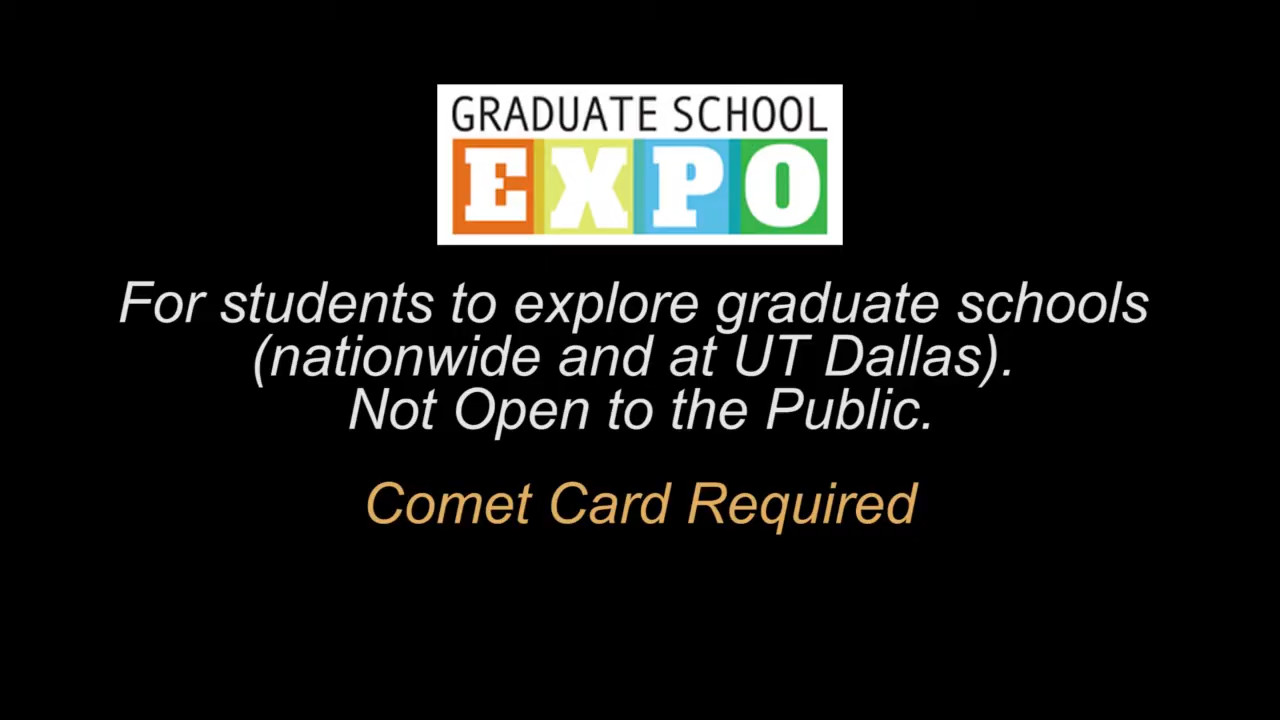 GRADUATE SCHOOL
EXPO
For students to explore graduate schools
(nationwide and at UT Dallas).
Not Open to the Public.
Comet Card Required